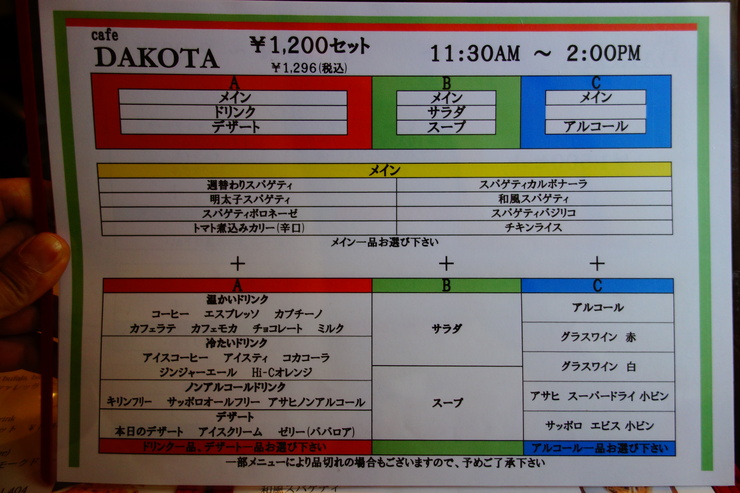 cafe
DAKOTA
¥1,200セット
¥1,296(税込)
11:30AM ～ 2:00PM
A
メイン
ドリンク
デザート
B
メイン
サラダ
スープ
C
メイン
アルコール
メイン
週替わりスパゲティ
スパゲティカルボナーラ
明太子スパゲティ
和風スパゲティ
スパゲティボロネーゼ
スパゲティバジリコ
トマト煮込みカリー(辛口)
チキンライス
メイン一品お選び下さい
+ + +
A
温かいドリンク
コーヒー エスプレッソ カプチーノ
カフェラテ カフェモカ チョコレート ミルク
冷たいドリンク
アイスコーヒー アイスティ コカコーラ
ジンジャーエール Hi-Cオレンジ
ノンアルコールドリンク
キリンフリー サッポロオールフリー アサヒノンアルコール
デザート
本日のデザート アイスクリーム ゼリー(ババロア)
ドリンク一品、デザート一品お選び下さい
B
サラダ
スープ
C
アルコール
グラスワイン 赤
グラスワイン 白
アサヒ スーパードライ 小ビン
サッポロ エビス 小ビン
アルコール一品お選び下さい
一部メニューにより品切れの場合もございますので、予めご了承下さい